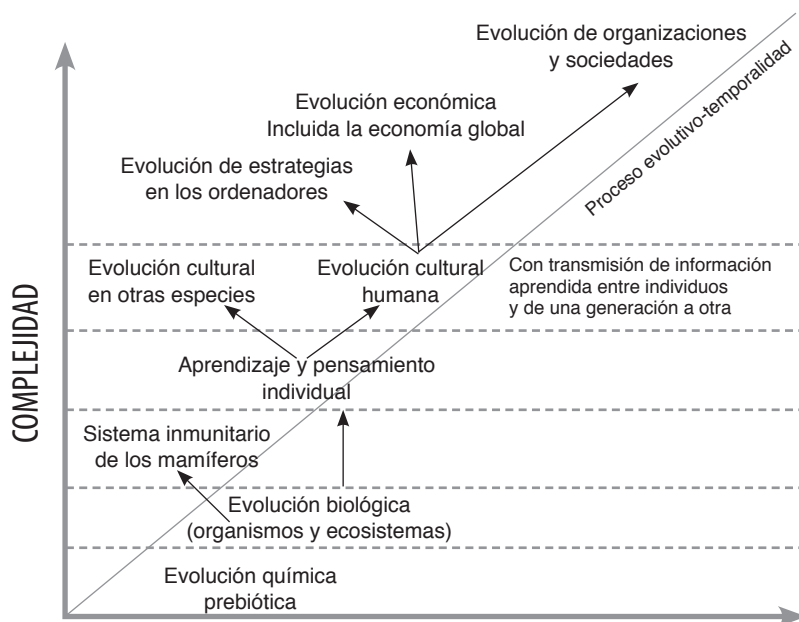 Evolución de organizaciones
y sociedades
Proceso evolutivo-temporalidad
Evolución económica
Incluida la economía global
Evolución de estrategias
en los ordenadores
COMPLEJIDAD
Evolución cultural
en otras especies
Evolución cultural
humana
Con transmisión de información
aprendida entre individuos
y de una generación a otra
Aprendizaje y pensamiento
individual
Sistema inmunitario
de los mamíferos
Evolución biológica
(organismos y ecosistemas)
Evolución química
prebiótica